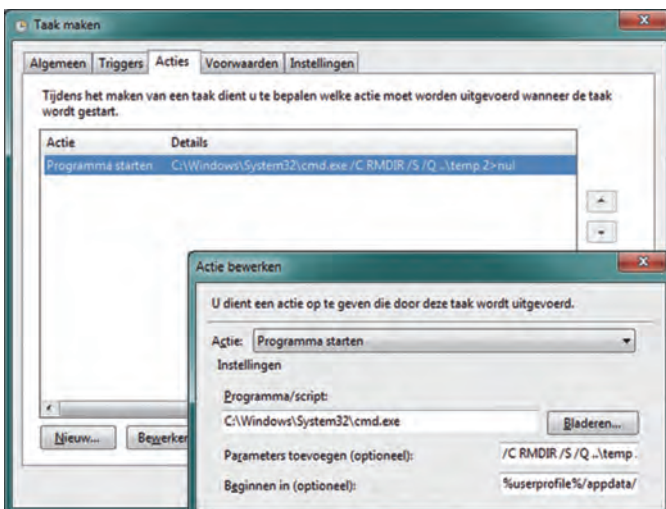 Taak maken
Algemeen Triggers Acties Voorwaarden Instellingen
Tijdens het maken van een taak dient u te bepalen welke actie moet worden uitgevoerd wanneer de taak
wordt gestart.
Actie Details
Programma starten C:\Windows\System32\cmd.exe /C RMDIR /S /Q ..\temp 2>nul
Actie bewerken
U dient een actie op te geven die door deze taak wordt uitgevoerd.
Actie: Programma starten
Instellingen
Programma/script:
C:\Windows\System32\cmd.exe Bladeren...
Nieuw... Bewerker
Parameters toevoegen (optioneel): /C RMDIR /S /Q ..\temp
Beginnen in (optioneel): %userprofile%/appdata/